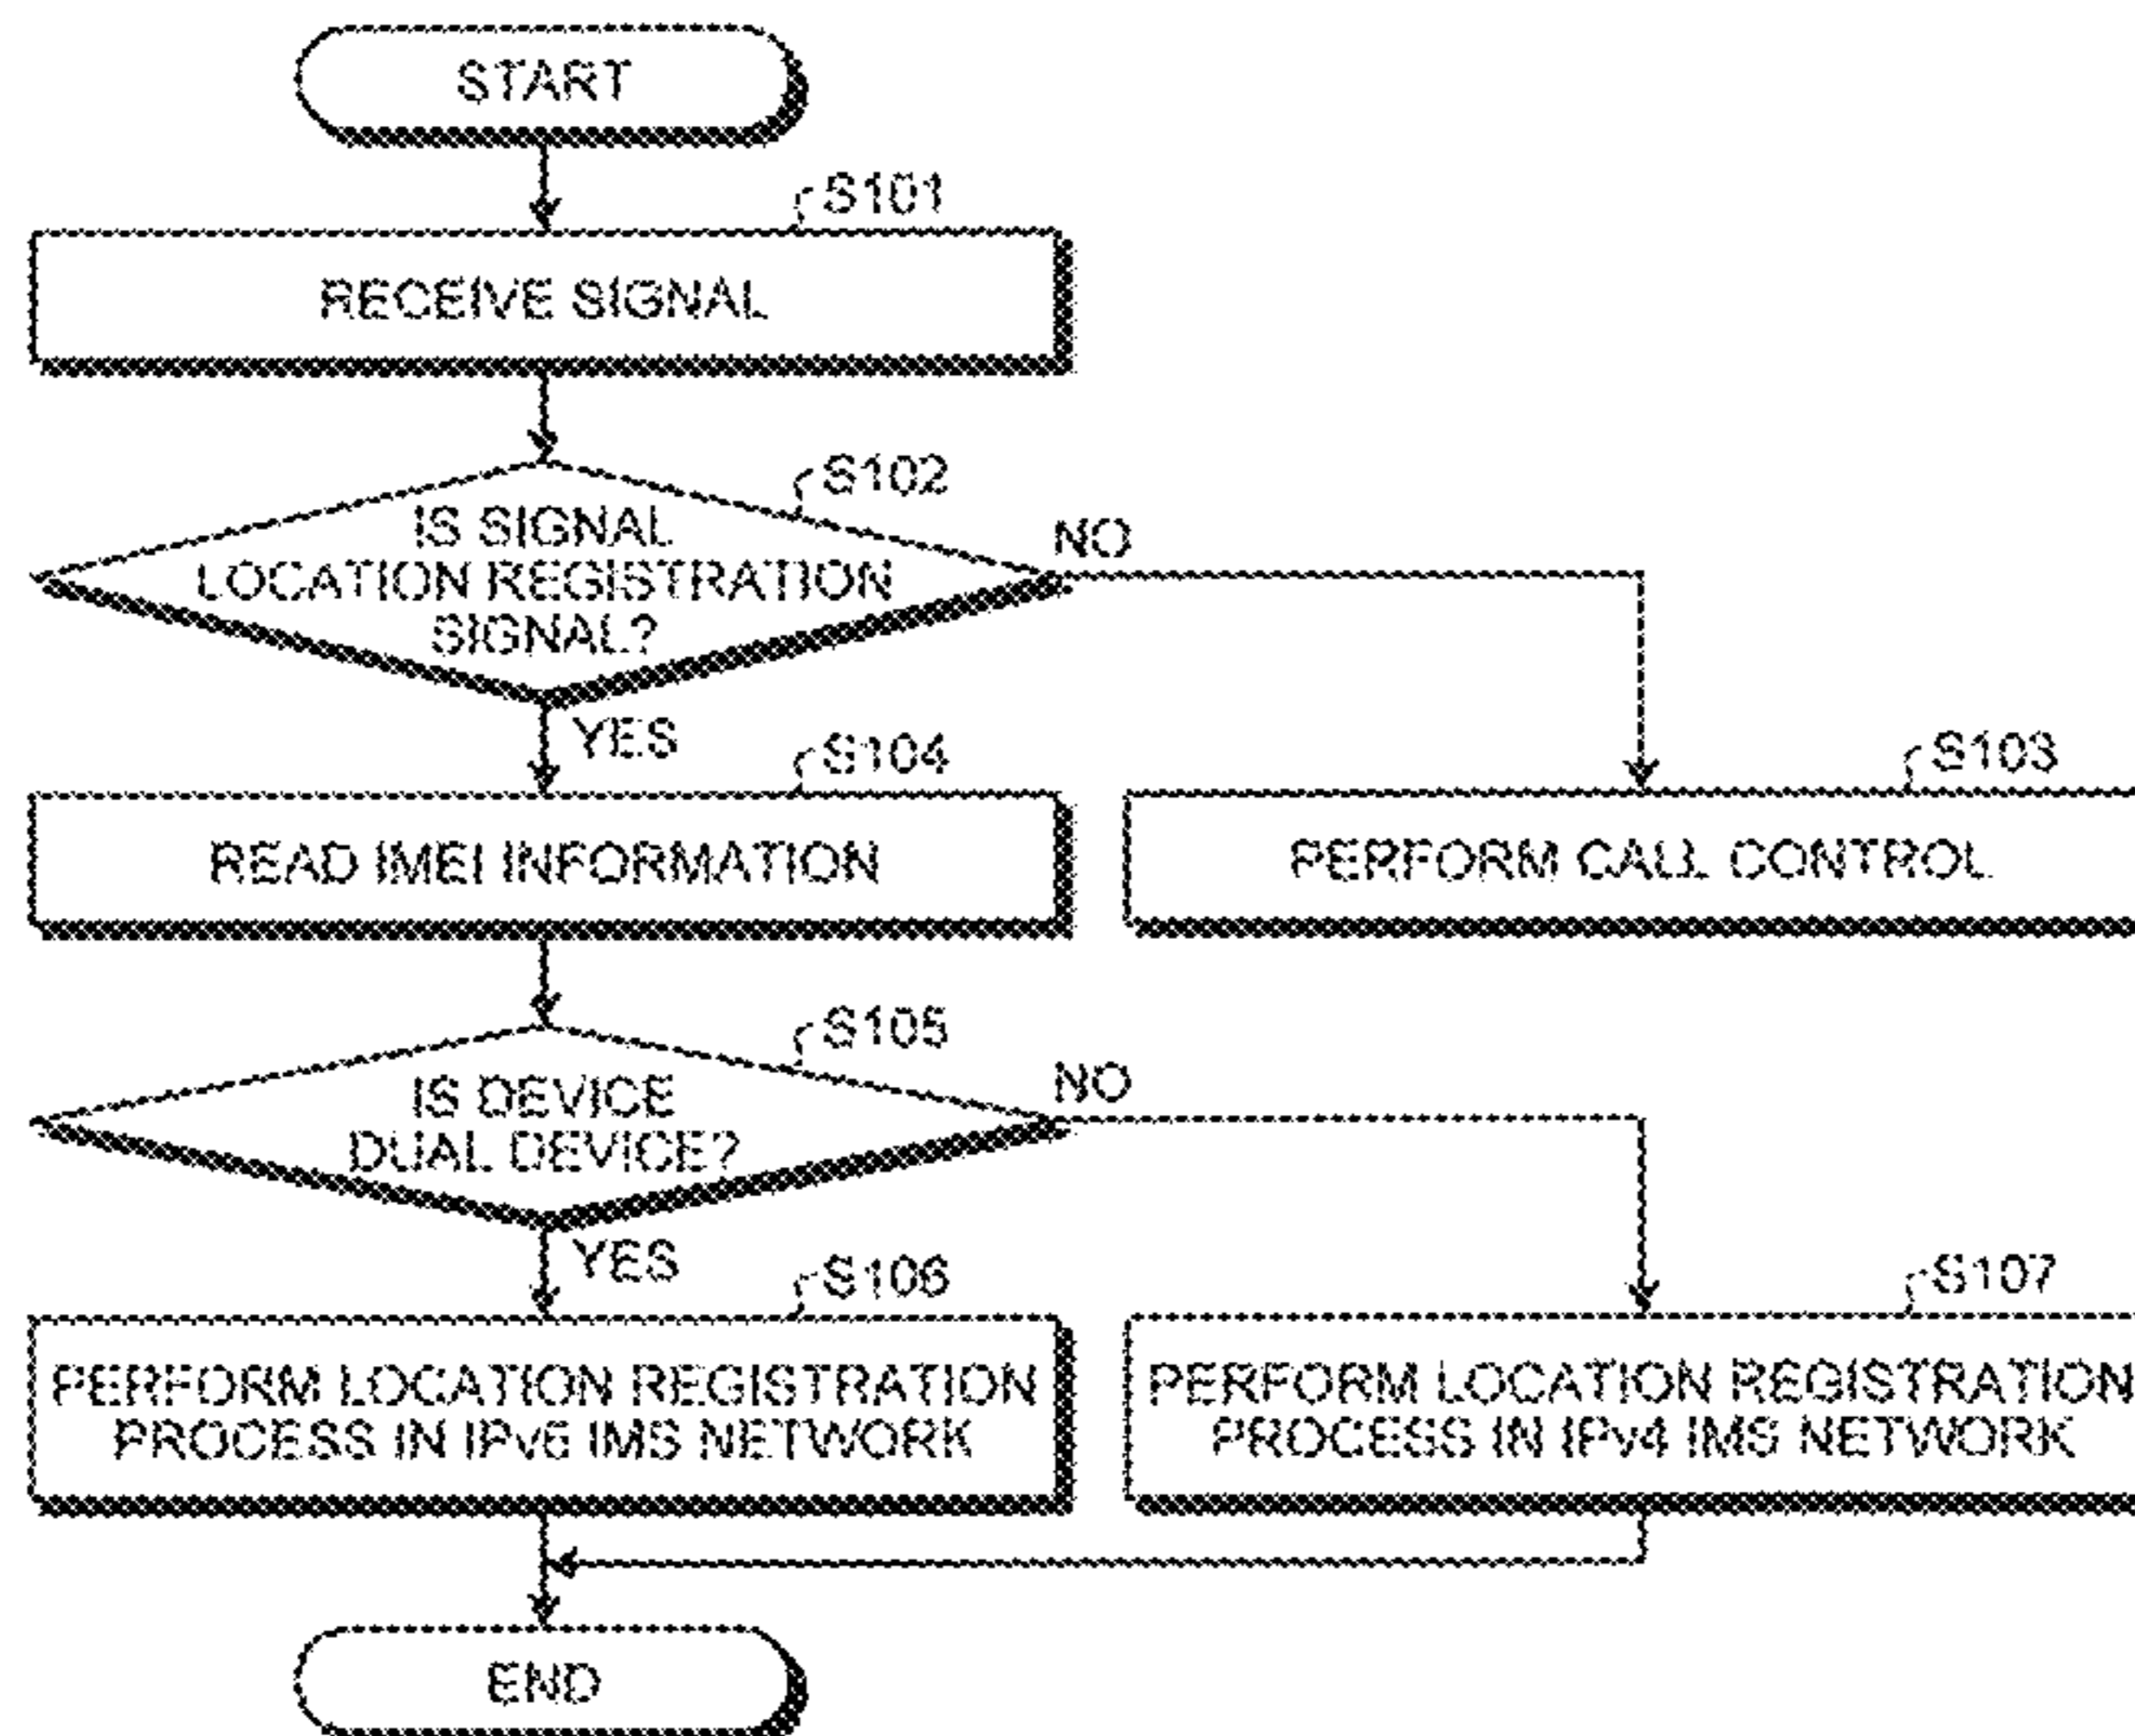 START
S101
RECEIVE SIGNAL
S102
IS SIGNAL
LOCATION REGISTRATION
SIGNAL?
NO
YES
S104
S103
READ IMEI INFORMATION
PERFORM CALL CONTROL
S105
IS DEVICE
DUAL DEVICE?
NO
YES
S106
S107
PERFORM LOCATION REGISTRATION
PROCESS IN IPv6 IMS NETWORK
PERFORM LOCATION REGISTRATION
PROCESS IN IPv4 IMS NETWORK
END